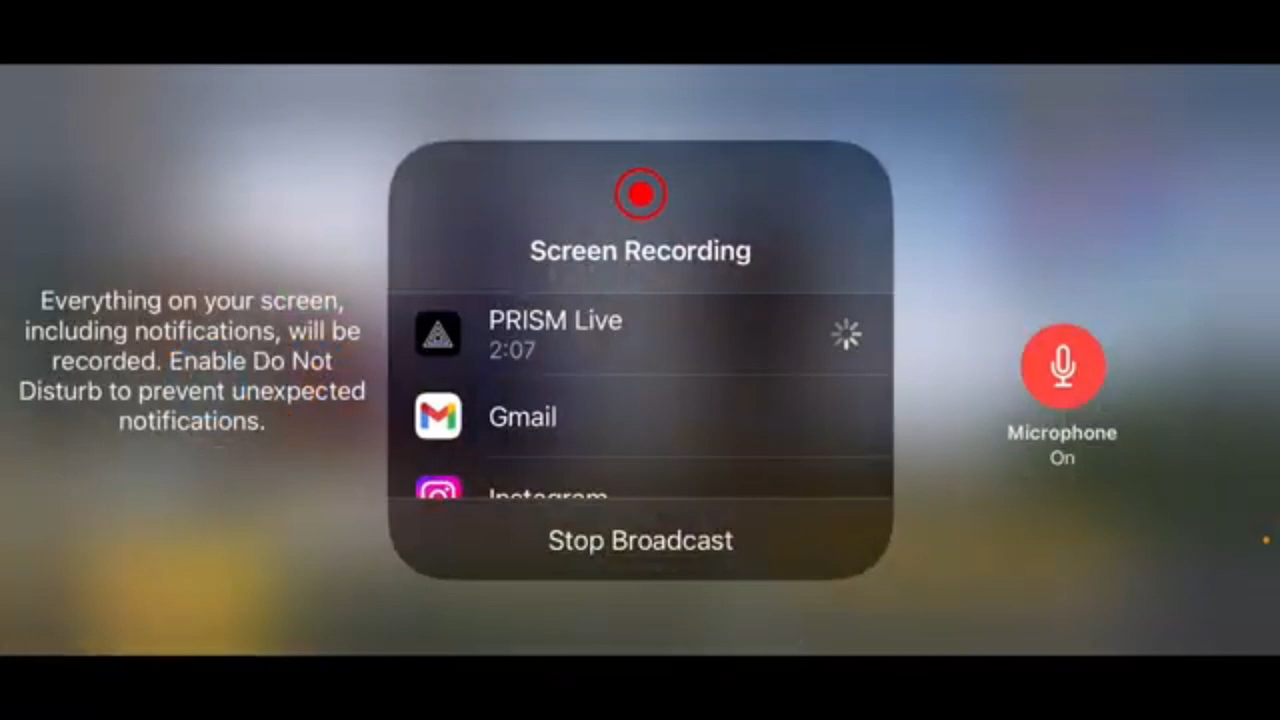 Screen Recording
Everything on your screen,
including notifications, will be
recorded. Enable Do Not
Disturb to prevent unexpected
notifications.
PRISM Live
2:07
Gmail
Instagram
Stop Broadcast
Microphone
On